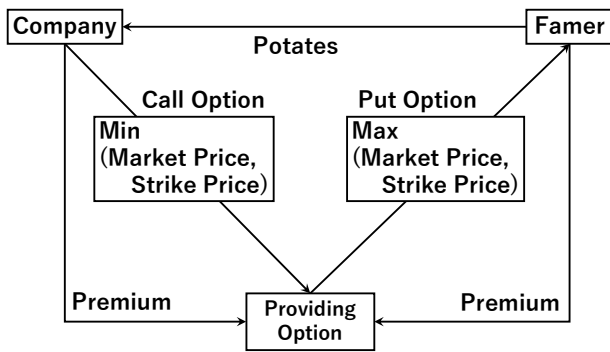 Company
Famer
Potates
Call Option
Put Option
Min
(Market Price,
Strike Price)
Max
(Market Price,
Strike Price)
Premium
Providing
Option
Premium